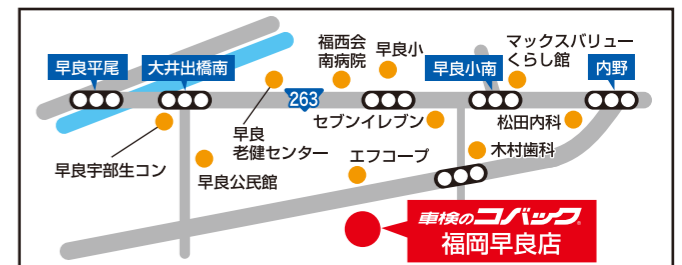 福西会
南病院
早良小
マックスバリュー
くらし館
早良平尾
大井出橋南
早良小南
内野
263
早良
老健センター
セブンイレブン
松田内科
早良宇部生コン
早良公民館
エフコープ
木村歯科
車検のコバック
福岡早良店